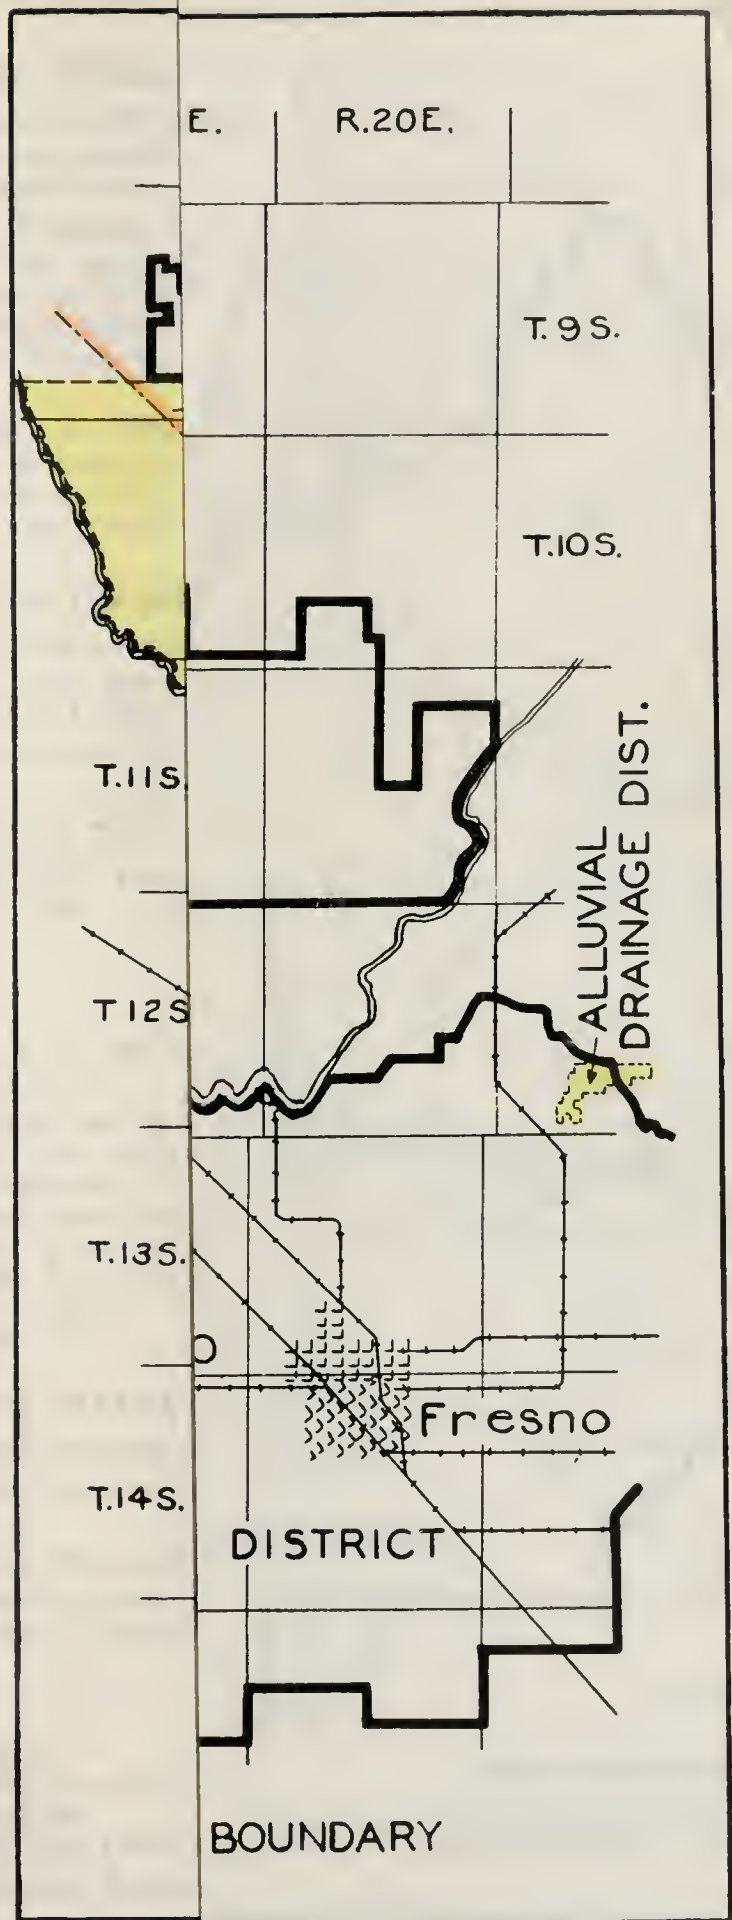 E.
R.20E.
T.9S.
T.10S.
T.11S.
ALLUVIAL
DRAINAGE DIST.
T12S
T.13S.
O
Fresno
T.14S.
DISTRICT
BOUNDARY